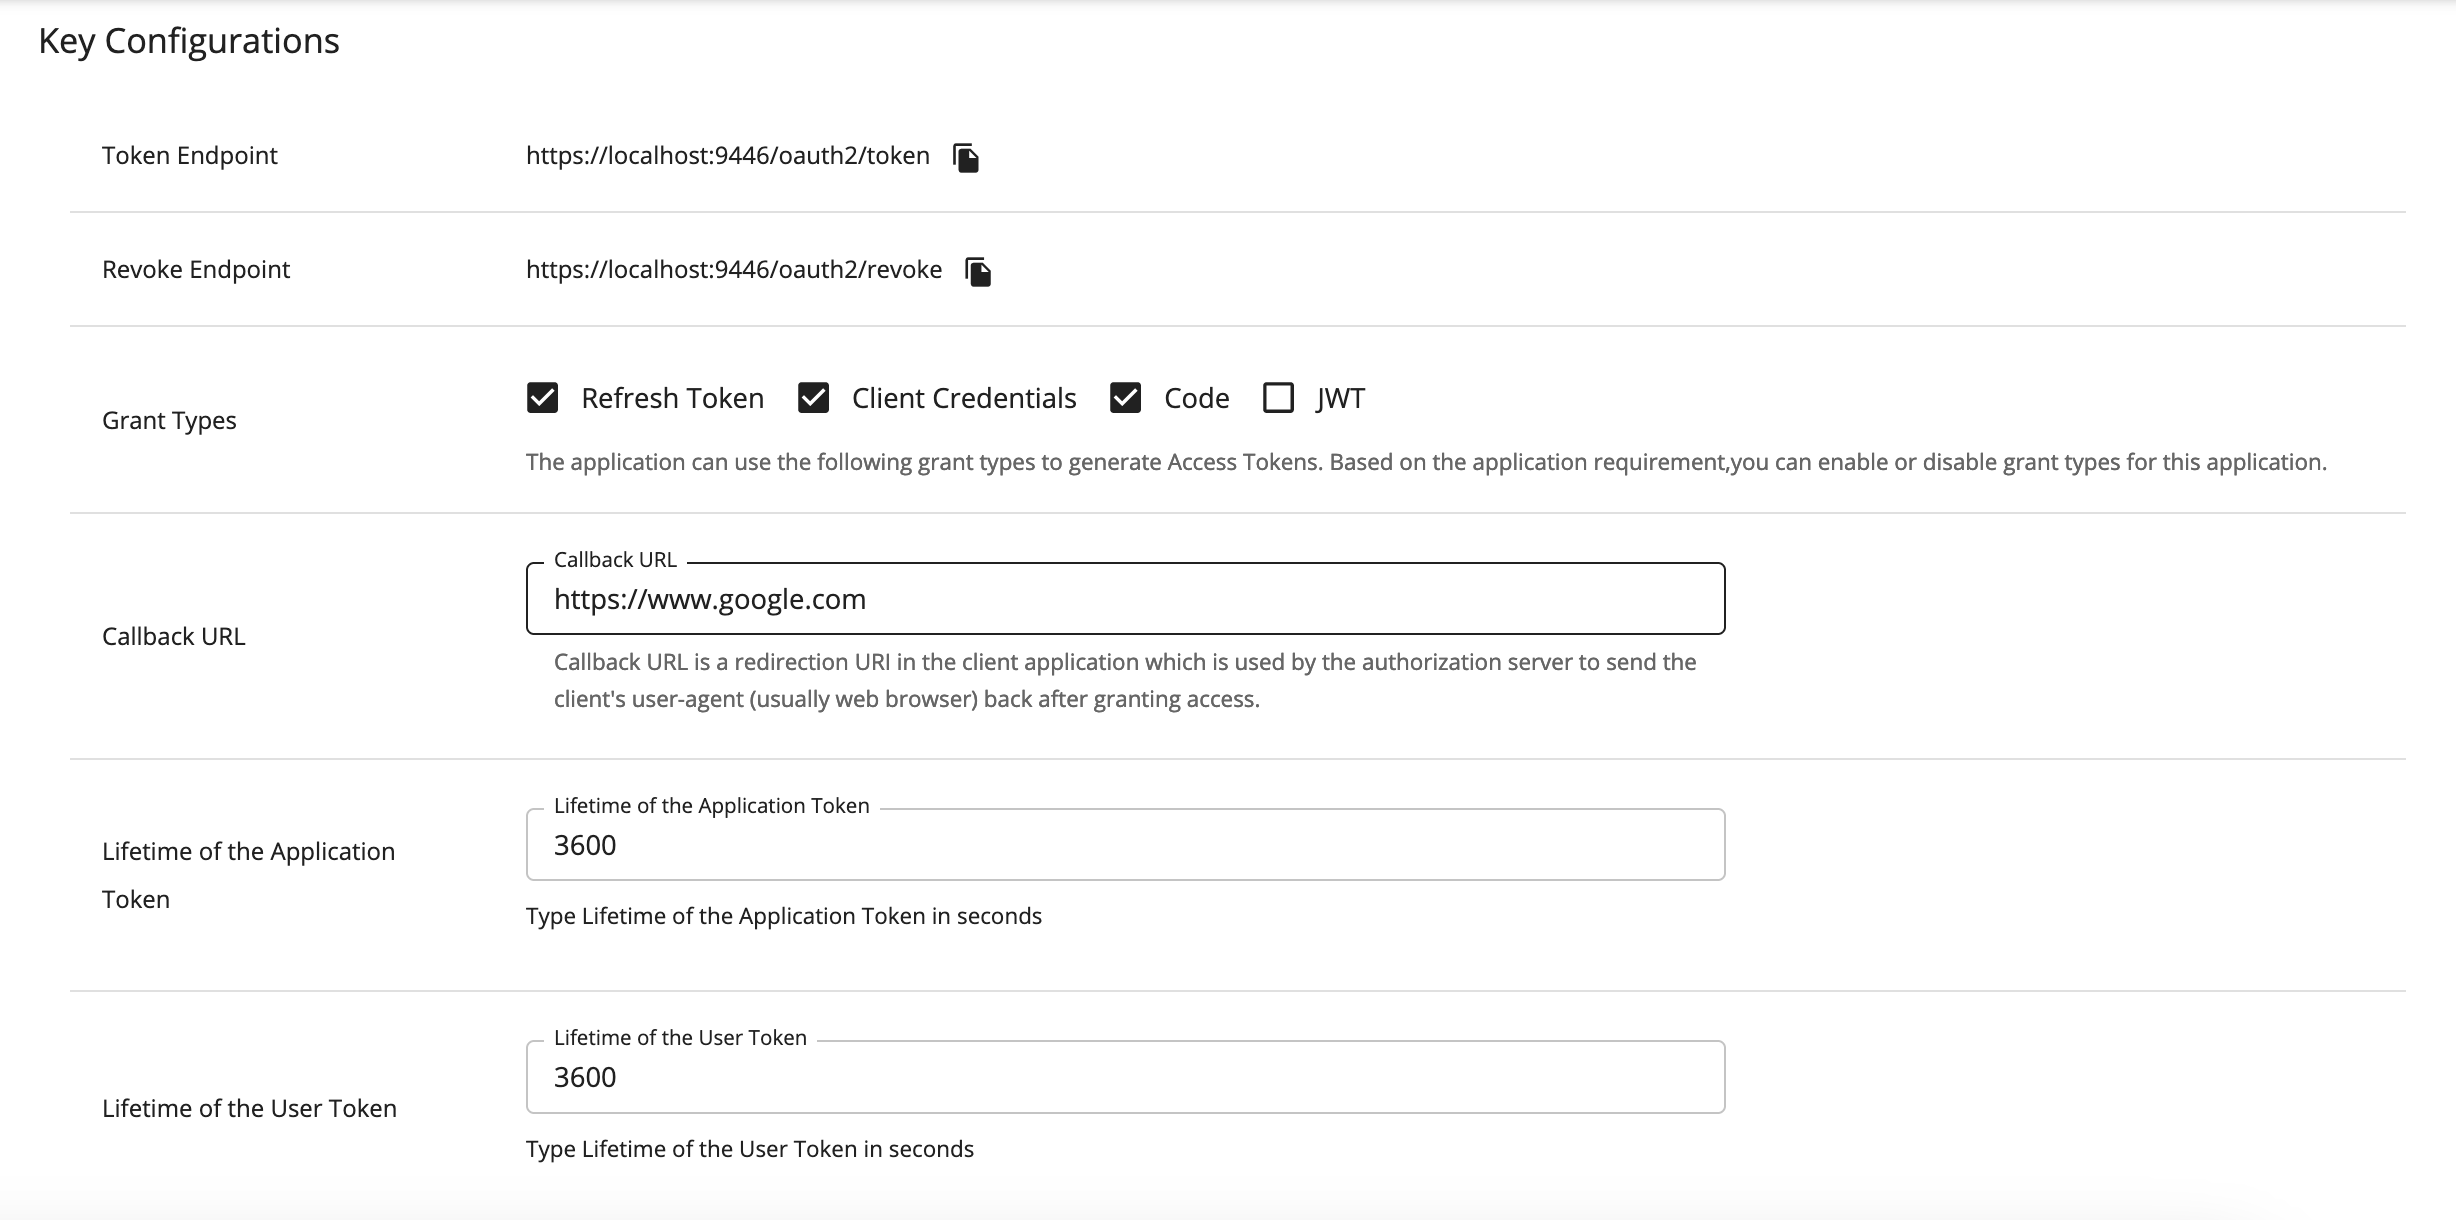 Key Configurations
Token Endpoint
https://localhost:9446/oauth2/token
Revoke Endpoint
https://localhost:9446/oauth2/revoke
Grant Types
Refresh Token Client Credentials Code JWT
The application can use the following grant types to generate Access Tokens. Based on the application requirement,you can enable or disable grant types for this application.
Callback URL
Callback URL
https://www.google.com
Callback URL is a redirection URI in the client application which is used by the authorization server to send the
client's user-agent (usually web browser) back after granting access.
Lifetime of the Application
Token
Lifetime of the Application Token
3600
Type Lifetime of the Application Token in seconds
Lifetime of the User Token
Lifetime of the User Token
3600
Type Lifetime of the User Token in seconds